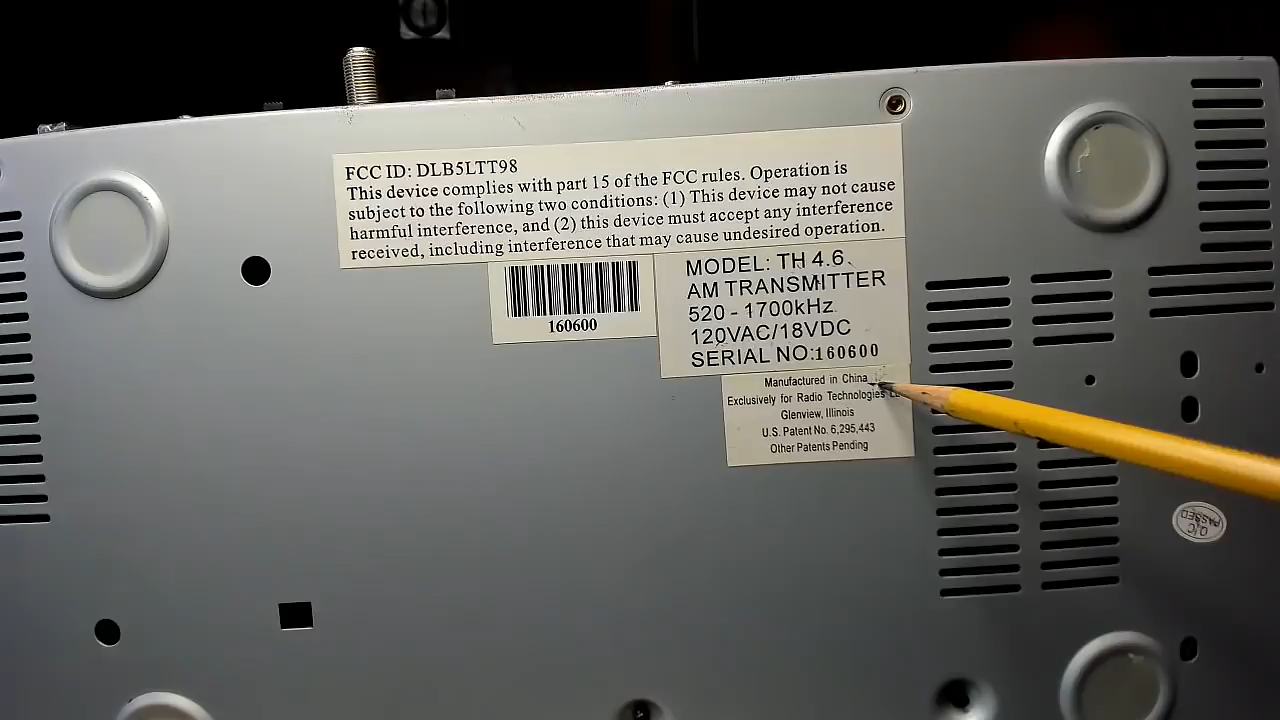 FCC ID: DLB5LTT98
This device complies with part 15 of the FCC rules. Operation is
subject to the following two conditions: (1) This device may not cause
harmful interference, and (2) this device must accept any interference
received, including interference that may cause undesired operation.
160600
MODEL: TH 4.6
AM TRANSMITTER
520 - 1700kHz
120VAC/18VDC
SERIAL NO:160600
Manufactured in China
Exclusively for Radio Technologies
Glenview, Illinois
U.S. Patent No. 6,295,443
Other Patents Pending
Q.C
PASSED